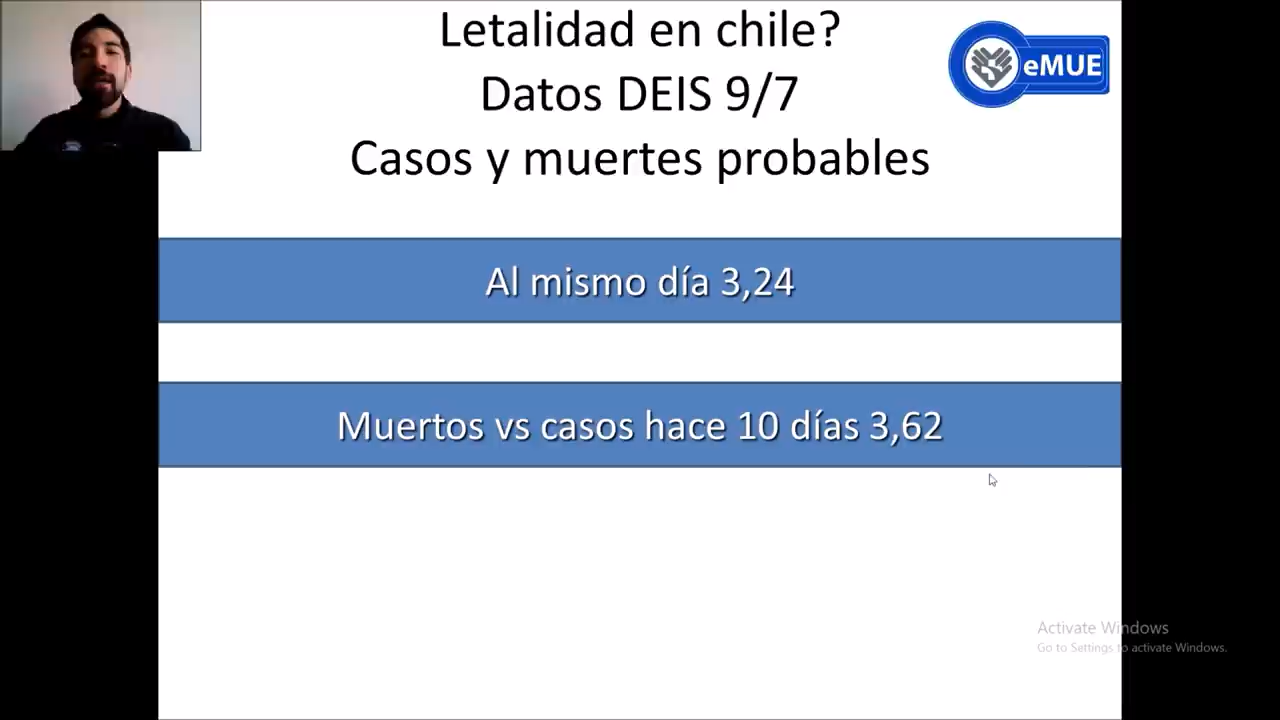 Letalidad en chile?
Datos DEIS 9/7
Casos y muertes probables
eMUE
Al mismo día 3,24
Muertos vs casos hace 10 días 3,62
Activate Windows
Go to Settings to activate Windows.